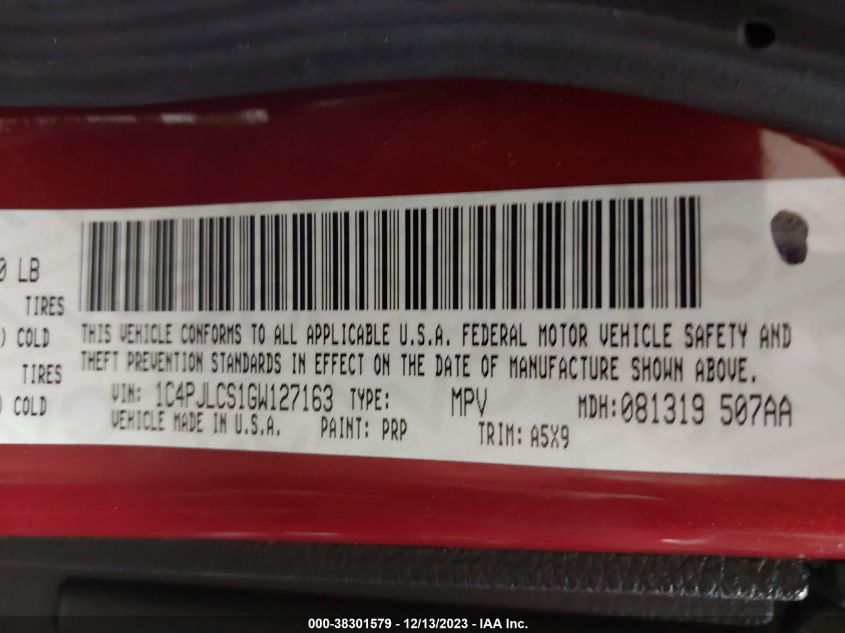 0 LB
TIRES
) COLD
TIRES
) COLD
THIS VEHICLE CONFORMS TO ALL APPLICABLE U.S.A. FEDERAL MOTOR VEHICLE SAFETY AND
THEFT PREVENTION STANDARDS IN EFFECT ON THE DATE OF MANUFACTURE SHOWN ABOVE.
VIN: 1C4PJLCS1GW127163 TYPE: MPV MDH:081319 507AA
VEHICLE MADE IN U.S.A. PAINT: PRP TRIM: A5X9
000-38301579 - 12/13/2023 - IAA Inc.